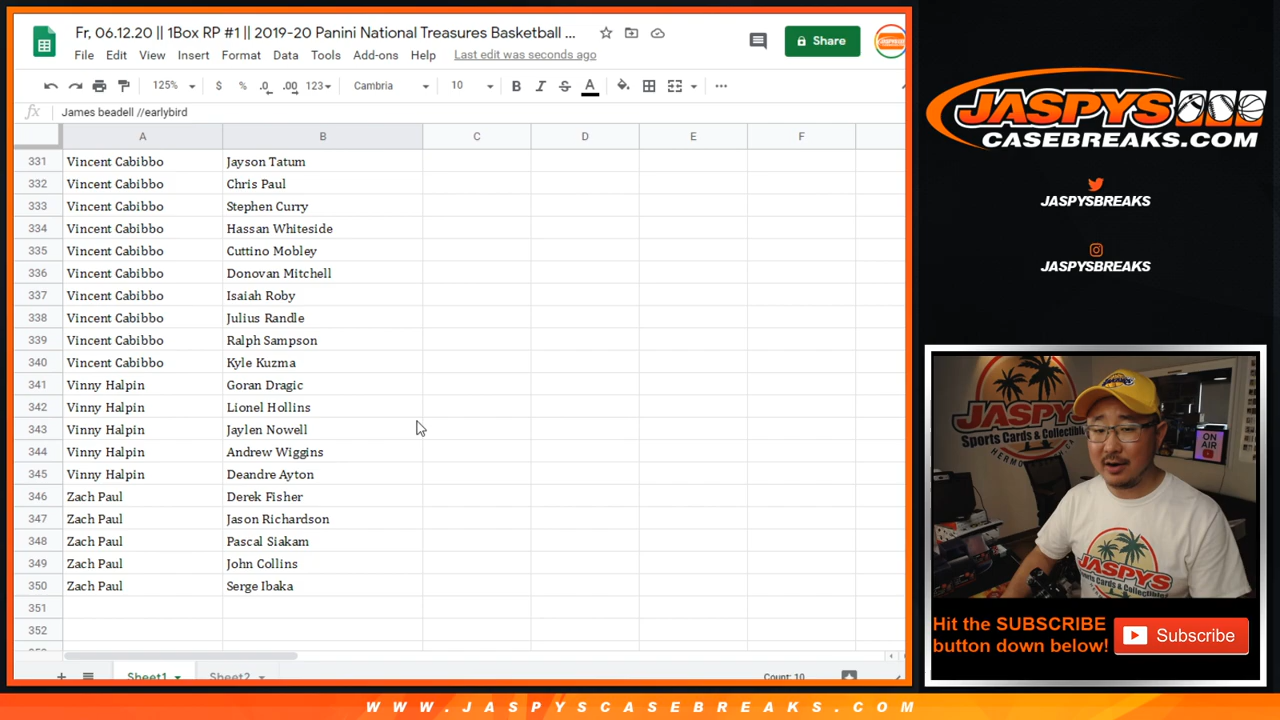 Fr, 06.12.20 || 1Box RP #1 || 2019-20 Panini National Treasures Basketball ...
File Edit View Insert Format Data Tools Add-ons Help Last edit was seconds ago
Share
125% $ % .0 .00 123 Cambria 10 B I S A ...
fx James beadell //earlybird
A B C D E F
331 Vincent Cabibbo Jayson Tatum
332 Vincent Cabibbo Chris Paul
333 Vincent Cabibbo Stephen Curry
334 Vincent Cabibbo Hassan Whiteside
335 Vincent Cabibbo Cuttino Mobley
336 Vincent Cabibbo Donovan Mitchell
337 Vincent Cabibbo Isaiah Roby
338 Vincent Cabibbo Julius Randle
339 Vincent Cabibbo Ralph Sampson
340 Vincent Cabibbo Kyle Kuzma
341 Vinny Halpin Goran Dragic
342 Vinny Halpin Lionel Hollins
343 Vinny Halpin Jaylen Nowell
344 Vinny Halpin Andrew Wiggins
345 Vinny Halpin Deandre Ayton
346 Zach Paul Derek Fisher
347 Zach Paul Jason Richardson
348 Zach Paul Pascal Siakam
349 Zach Paul John Collins
350 Zach Paul Serge Ibaka
351
352
Sheet1 Sheet2 Count: 10
JASPYS
CASEBREAKS.COM
JASPYSBREAKS
JASPYSBREAKS
JASPYS
Sports Cards & Collectibles
ON AIR
JASPYS
Sports Cards & Collectibles
Hit the SUBSCRIBE
button down below!
Subscribe
WWW.JASPYSCASEBREAKS.COM